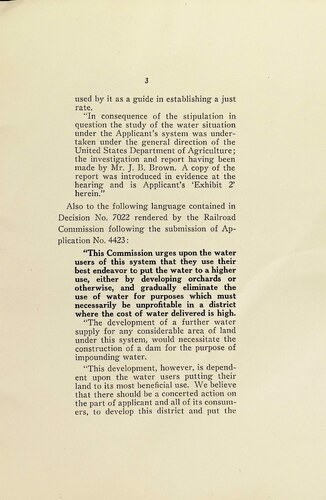 3
used by it as a guide in establishing a just
rate.
"In consequence of the stipulation in
question the study of the water situation
under the Applicant's system was under-
taken under the general direction of the
United States Department of Agriculture;
the investigation and report having been
made by Mr. J. B. Brown. A copy of the
report was introduced in evidence at the
hearing and is Applicant's 'Exhibit 2'
herein."
Also to the following language contained in
Decision No. 7022 rendered by the Railroad
Commission following the submission of Ap-
plication No. 4423:
"This Commission urges upon the water
users of this system that they use their
best endeavor to put the water to a higher
use, either by developing orchards or
otherwise, and gradually eliminate the
use of water for purposes which must
necessarily be unprofitable in a district
where the cost of water delivered is high.
"The development of a further water
supply for any considerable area of land
under this system, would necessitate the
construction of a dam for the purpose of
impounding water.
"This development, however, is depend-
ent upon the water users putting their
land to its most beneficial use. We believe
that there should be a concerted action on
the part of applicant and all of its consum-
ers, to develop this district and put the